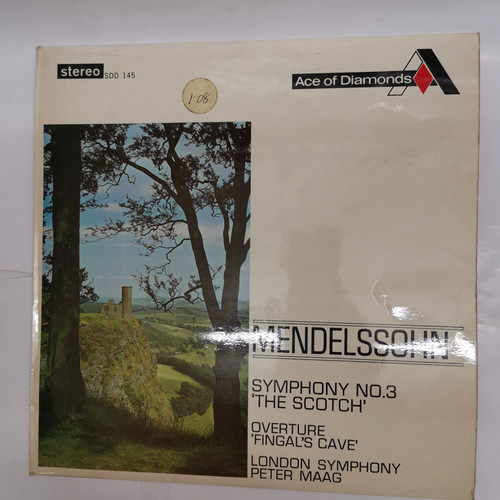 stereo SDD 145
1·08
Ace of Diamonds
MENDELSSOHN
SYMPHONY NO.3
'THE SCOTCH'
OVERTURE
'FINGAL'S CAVE'
LONDON SYMPHONY
PETER MAAG